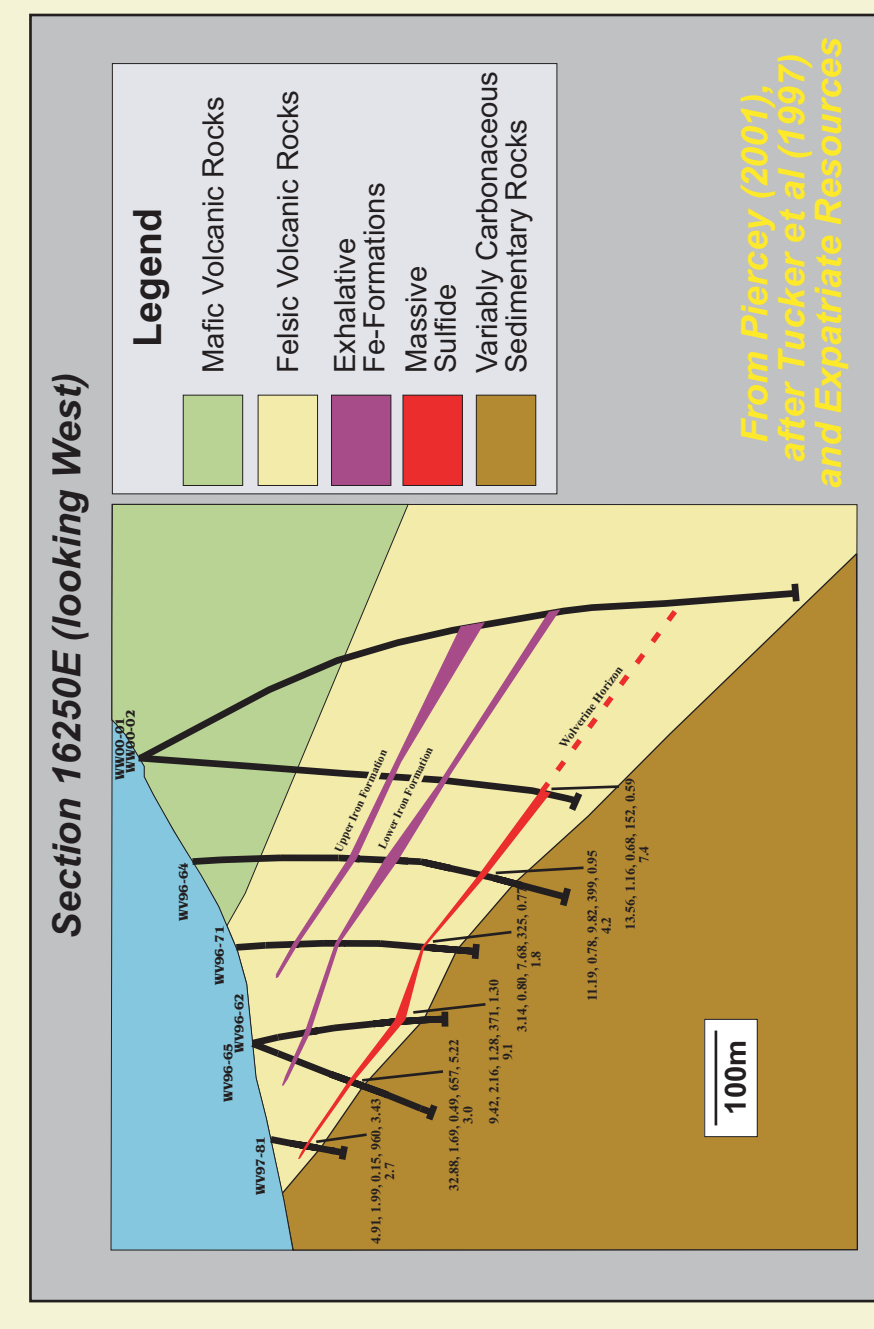 Section 16250E (looking West)
WW00-01
WW00-02
WV96-64
WV96-71
WV96-62
WV96-65
WV97-81
Upper Iron Formation
Lower Iron Formation
Wolverine Horizon
4.91, 1.99, 0.15, 960, 3.43
2.7
32.88, 1.69, 0.49, 657, 5.22
3.0
9.42, 2.16, 1.28, 371, 1.30
9.1
3.14, 0.80, 7.68, 325, 0.77
1.8
11.19, 0.78, 9.82, 399, 0.95
4.2
13.56, 1.16, 0.68, 152, 0.59
7.4
100m
Legend
Mafic Volcanic Rocks
Felsic Volcanic Rocks
Exhalative
Fe-Formations
Massive
Sulfide
Variably Carbonaceous
Sedimentary Rocks
From Piercey (2001),
after Tucker et al (1997)
and Expatriate Resources